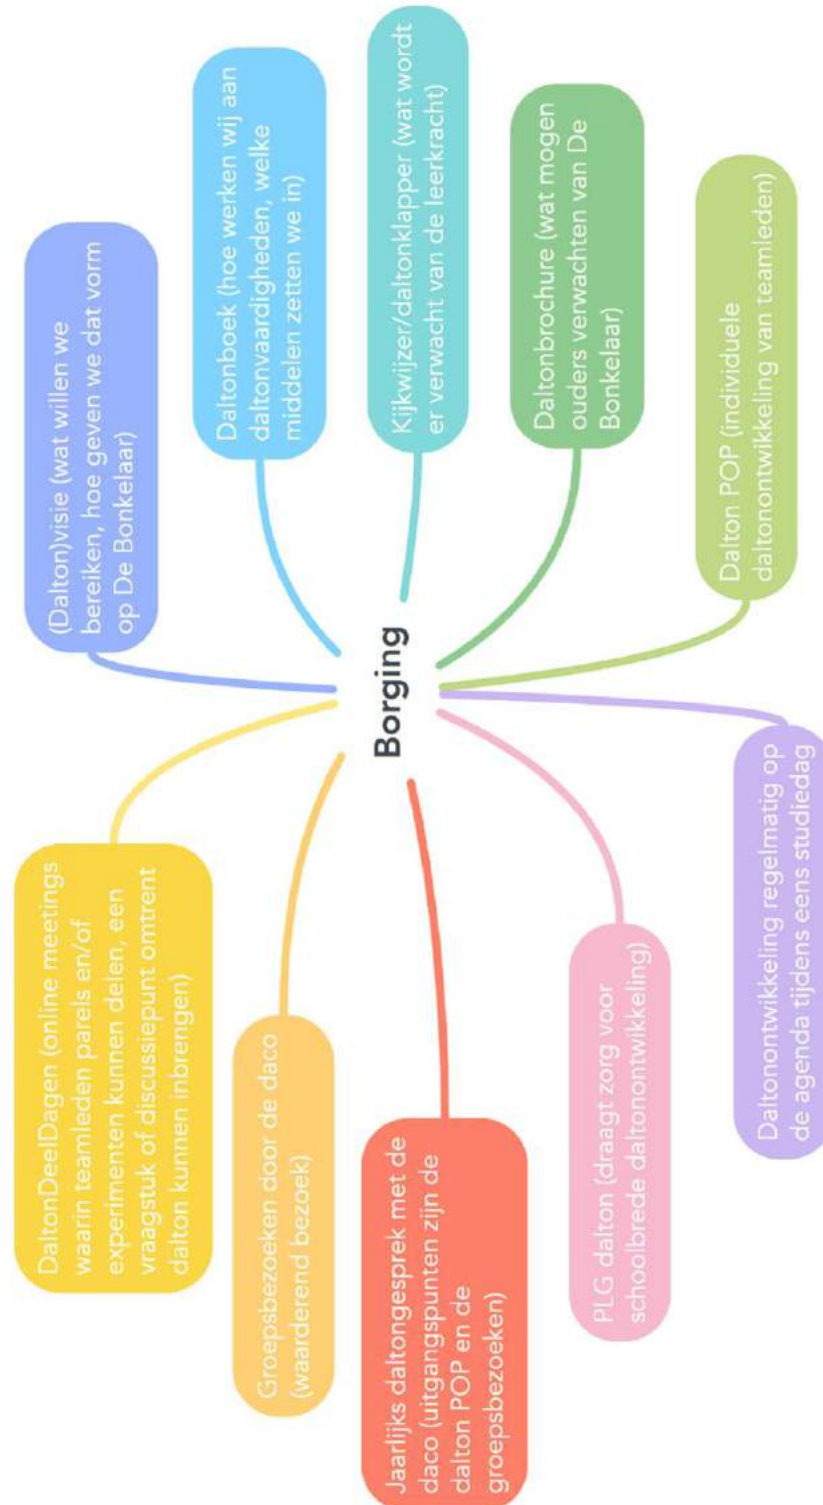 DaltonDeelDagen (online meetings
waarin teamleden parels en/of
experimenten kunnen delen, een
vraagstuk of discussiepunt omtrent
dalton kunnen inbrengen)
Groepsbezoeken door de daco
(waarderend bezoek)
Jaarlijks daltongesprek met de
daco (uitgangspunten zijn de
dalton POP en de
groepsbezoeken)
PLG dalton (draagt zorg voor
schoolbrede daltonontwikkeling)
Daltonontwikkeling regelmatig op
de agenda tijdens eens studiedag
Borging
(Dalton)visie (wat willen we
bereiken, hoe geven we dat vorm
op De Bonkelaar)
Daltonboek (hoe werken wij aan
daltonvaardigheden, welke
middelen zetten we in)
Kijkwijzer/daltonklapper (wat wordt
er verwacht van de leerkracht)
Daltonbrochure (wat mogen
ouders verwachten van De
Bonkelaar)
Dalton POP (individuele
daltonontwikkeling van teamleden)